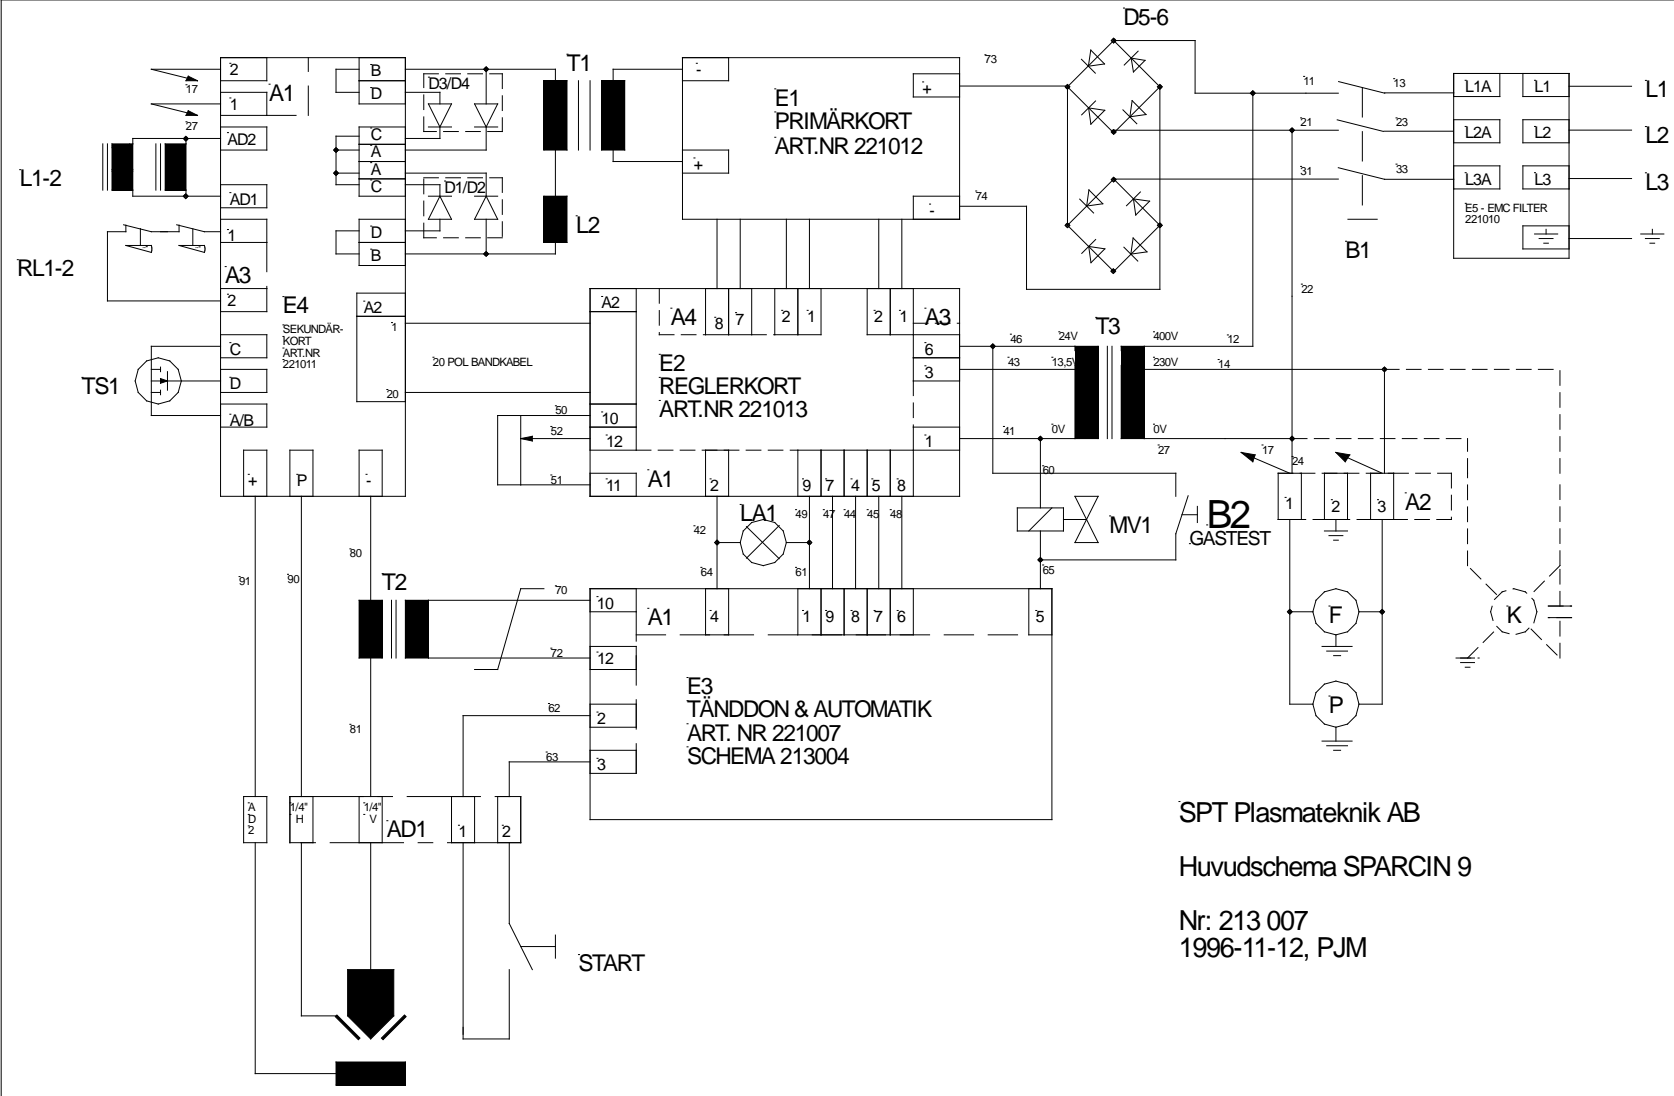 D5-6
2
17
1
27
A1
B
D
D3/D4
T1
-
+
E1
PRIMÄRKORT
ART.NR 221012
+
-
73
74
11
13
21
23
31
33
L1A
L1
L2A
L2
L3A
L3
L1
L2
L3
E5 - EMC FILTER
221010
B1
22
AD2
AD1
L1-2
C
A
A
C
D1/D2
D
B
L2
RL1-2
1
A3
2
E4
SEKUNDÄR-
KORT
ART.NR
221011
A2
1
20
20 POL BANDKABEL
TS1
C
D
A/B
+
P
-
A2
A4
8
7
2
1
2
1
A3
6
3
1
E2
REGLERKORT
ART.NR 221013
50
10
52
12
51
11
A1
2
9
7
4
5
8
46
24V
43
13,5V
41
0V
T3
400V
12
230V
14
0V
27
17
24
1
2
3
A2
60
MV1
B2
GASTEST
65
42
LA1
49
47
44
45
48
64
61
80
91
90
T2
70
10
A1
4
1
9
8
7
6
5
72
12
62
2
63
3
E3
TÄNDDON & AUTOMATIK
ART. NR 221007
SCHEMA 213004
F
P
K
81
A
D
2
1/4"
H
1/4"
V
AD1
1
2
START
SPT Plasmateknik AB
Huvudschema SPARCIN 9
Nr: 213 007
1996-11-12, PJM